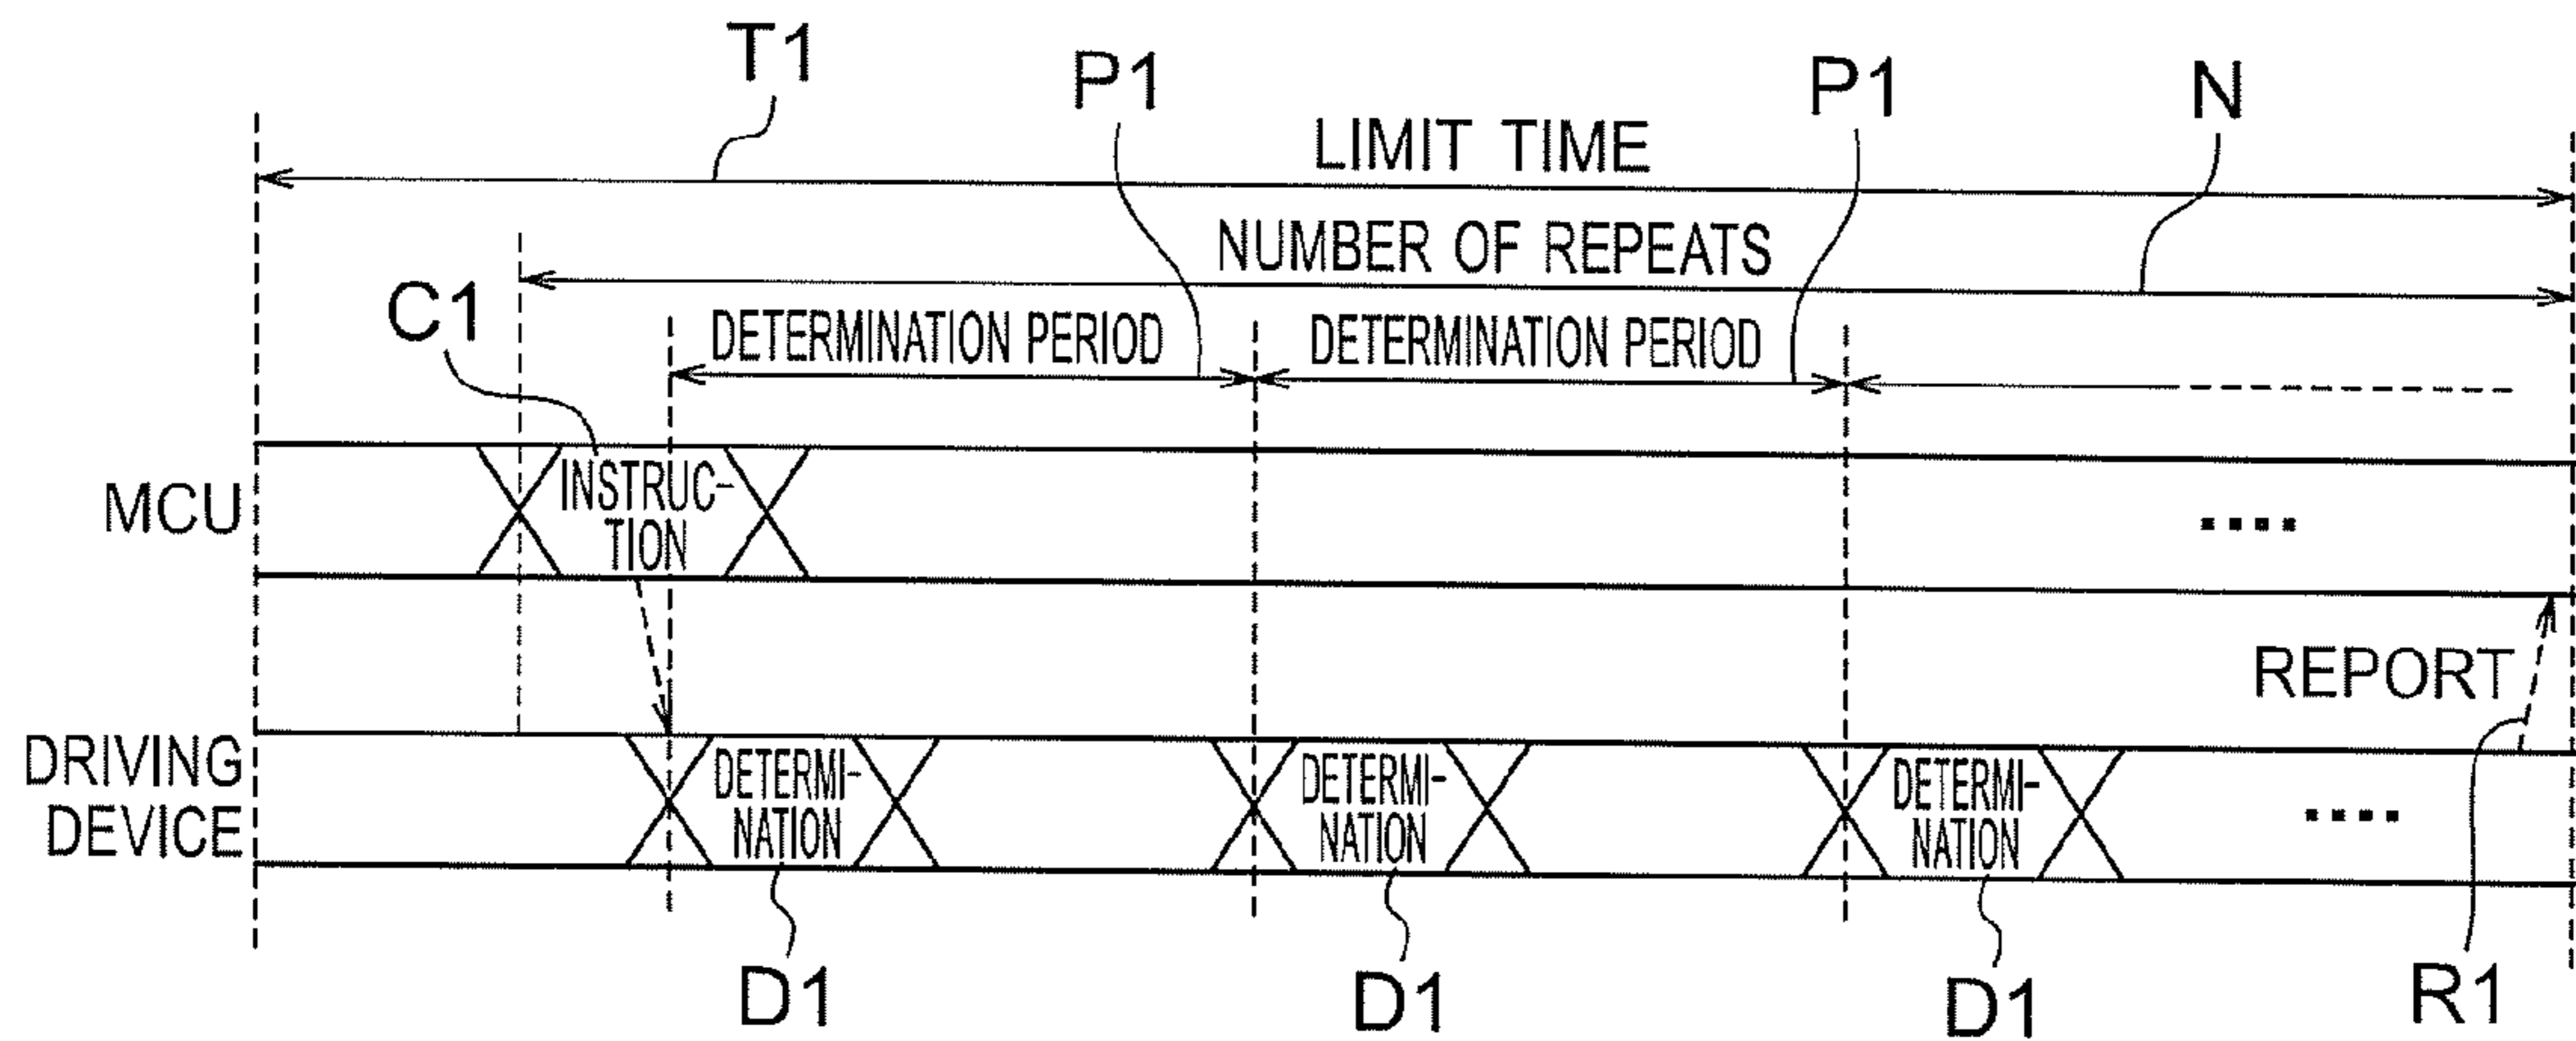 T1
P1
P1
N
LIMIT TIME
NUMBER OF REPEATS
C1
DETERMINATION PERIOD
DETERMINATION PERIOD
MCU
INSTRUC-
TION
....
REPORT
DRIVING
DEVICE
DETERMI-
NATION
DETERMI-
NATION
DETERMI-
NATION
....
D1
D1
D1
R1